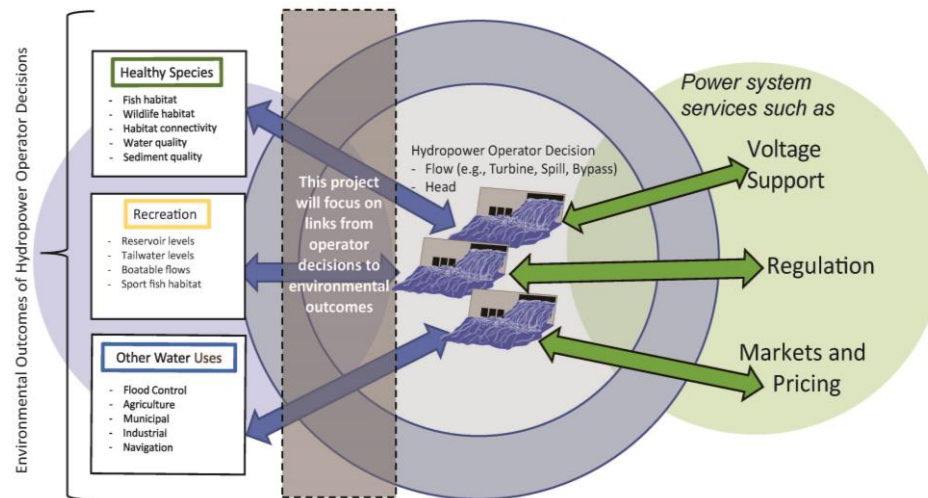 Environmental Outcomes of Hydropower Operator Decisions
Healthy Species
- Fish habitat
- Wildlife habitat
- Habitat connectivity
- Water quality
- Sediment quality
Recreation
- Reservoir levels
- Tailwater levels
- Boatable flows
- Sport fish habitat
Other Water Uses
- Flood Control
- Agriculture
- Municipal
- Industrial
- Navigation
This project
will focus on
links from
operator
decisions to
environmental
outcomes
Hydropower Operator Decision
- Flow (e.g., Turbine, Spill, Bypass)
- Head
Power system
services such as
Voltage
Support
Regulation
Markets and
Pricing